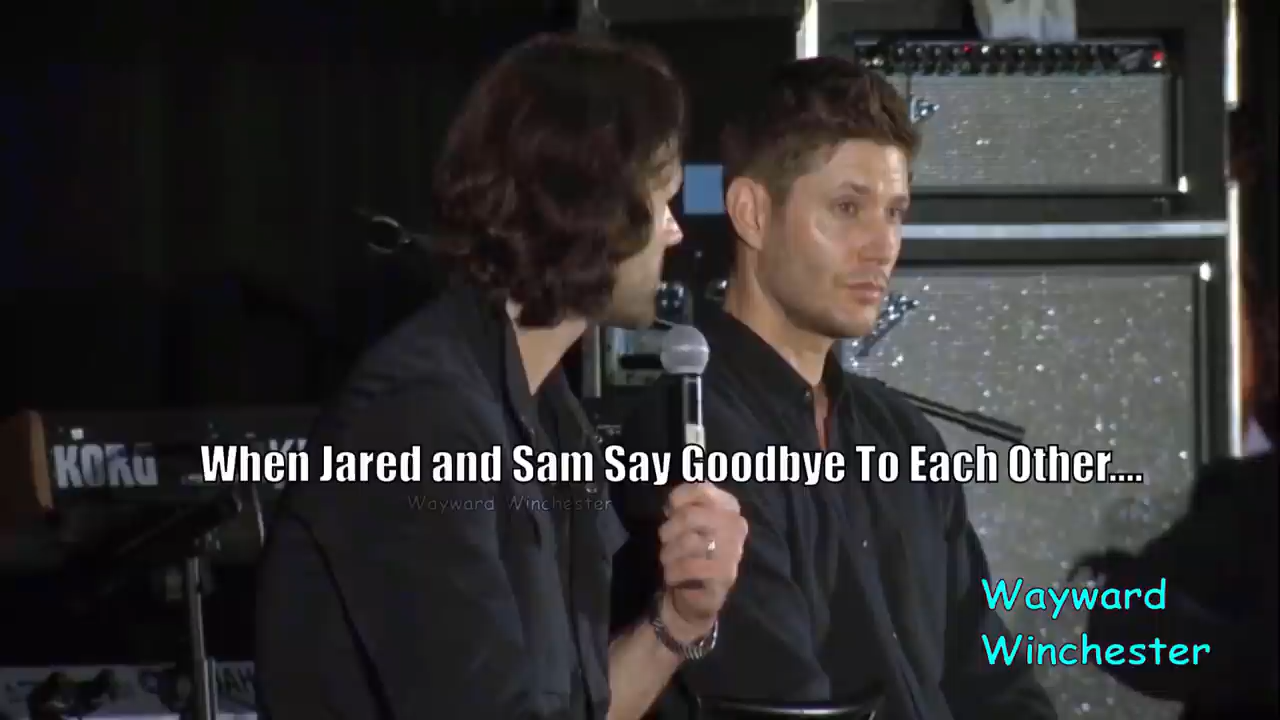 KORG
When Jared and Sam Say Goodbye To Each Other....
Wayward Winchester
Wayward
Winchester